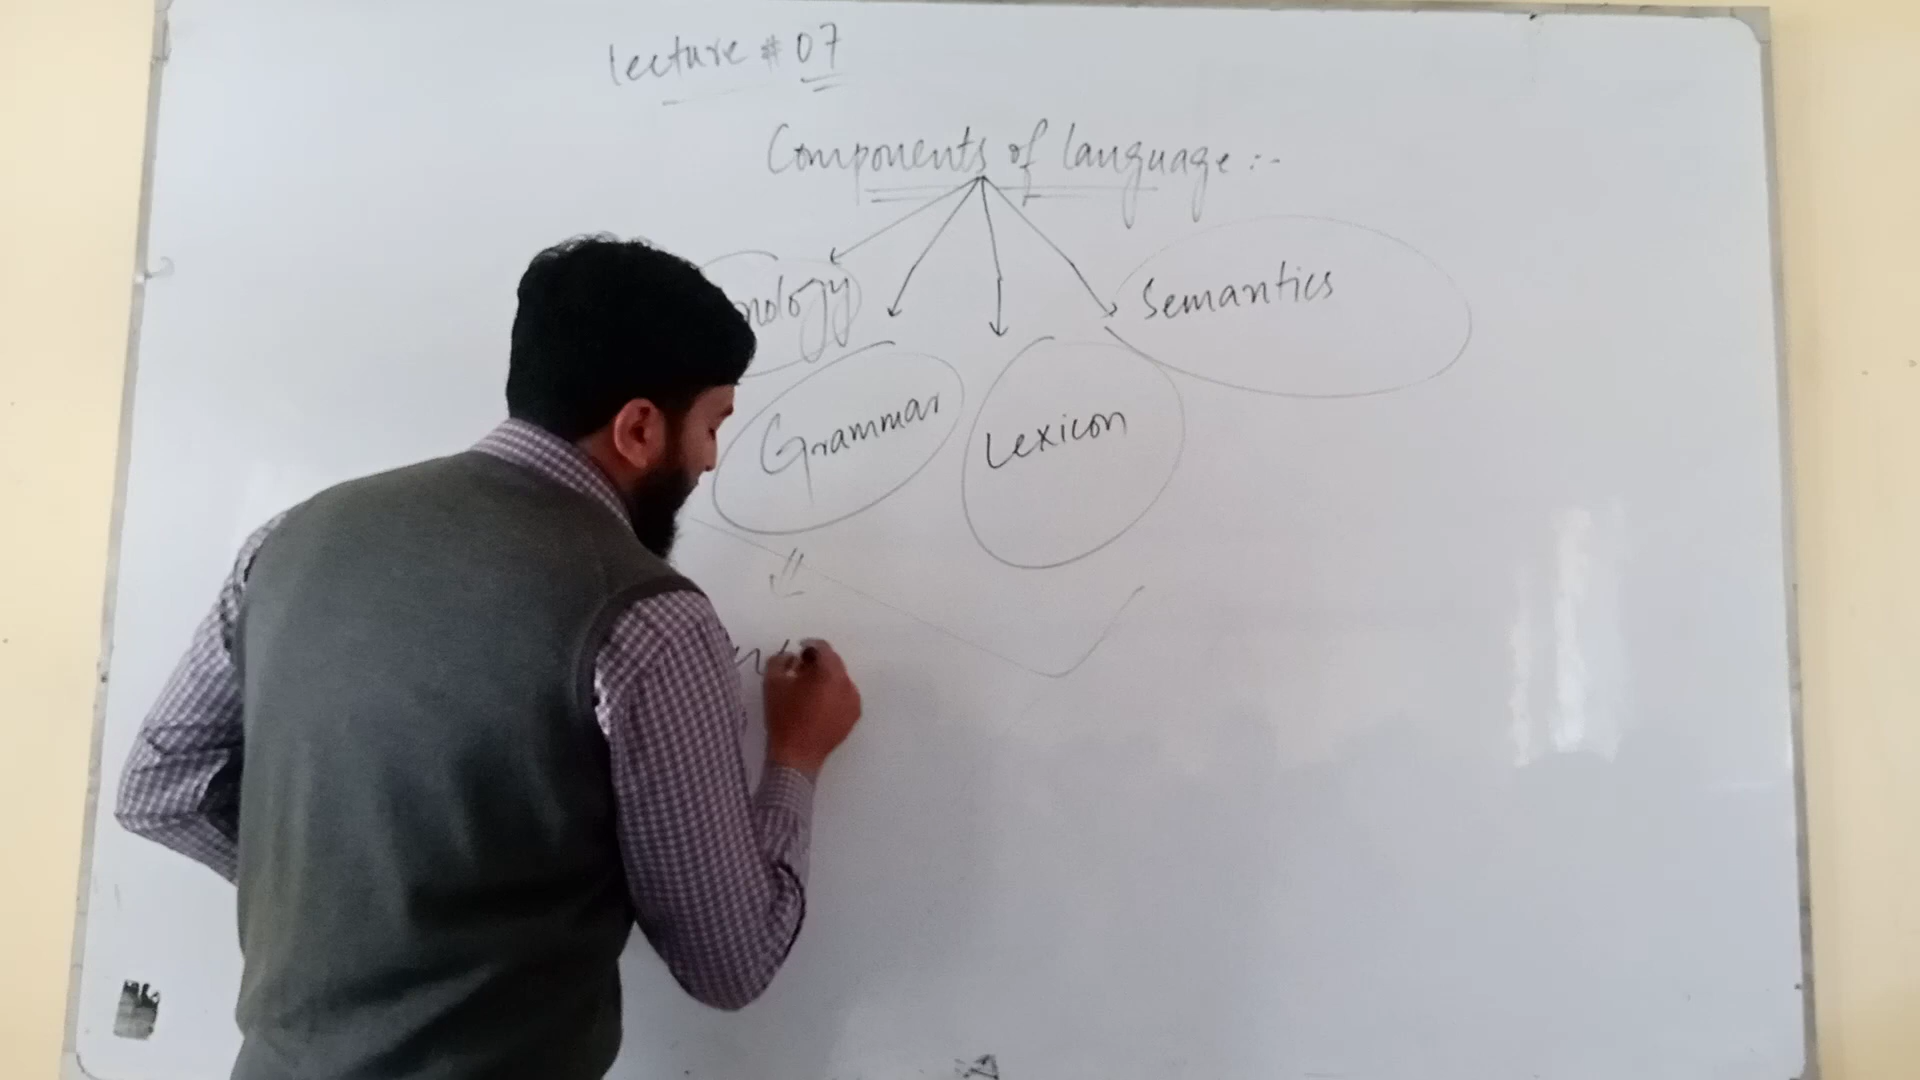 lecture # 07
Components of language :-
nology
Semantics
Grammar
Lexicon